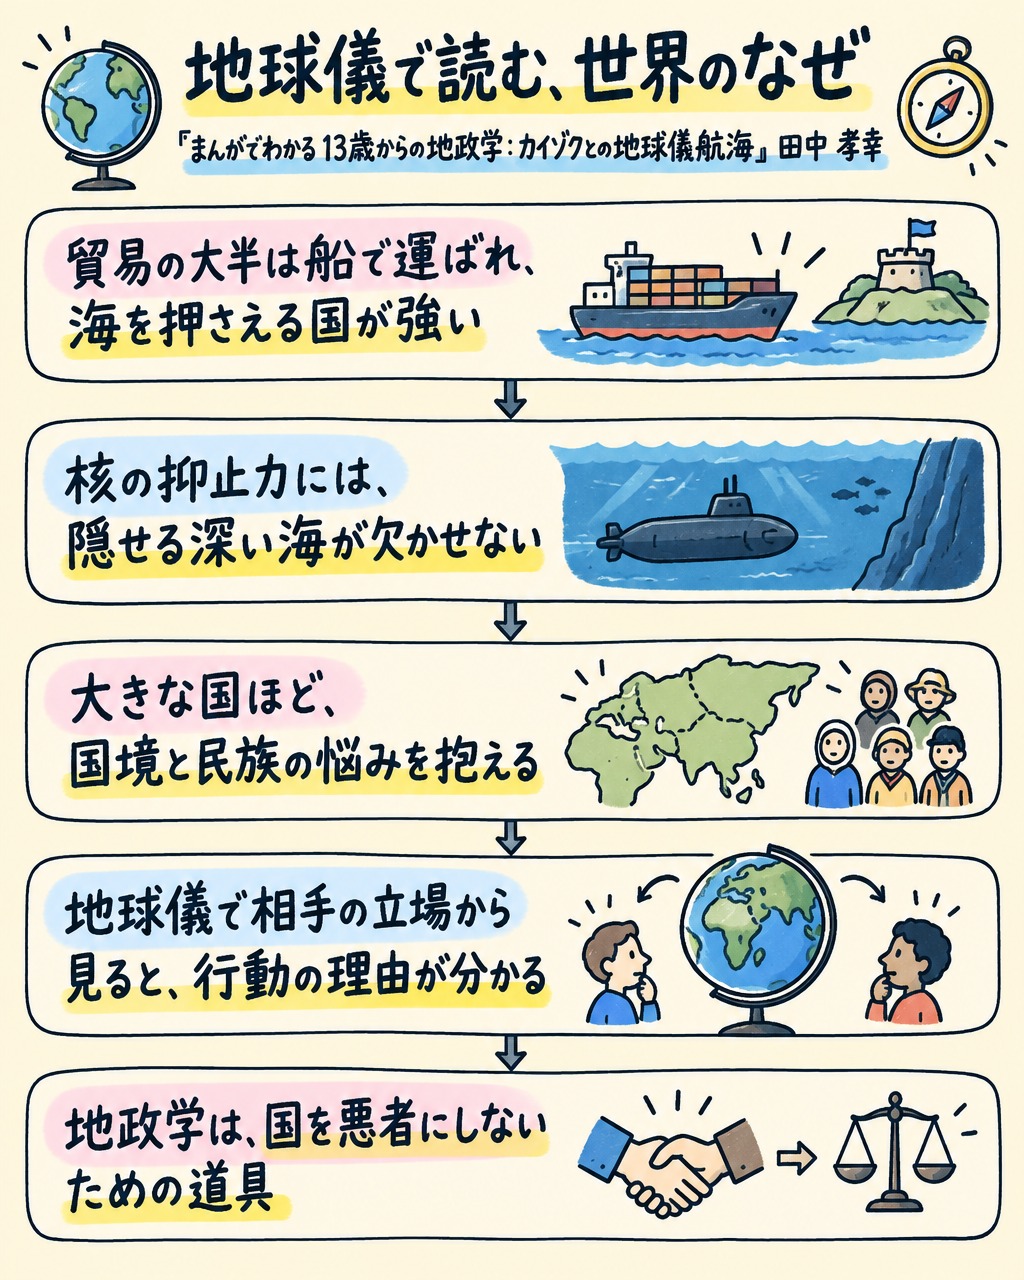 地球儀で読む、世界のなぜ
『まんがでわかる 13歳からの地政学:カイゾクとの地球儀航海』 田中 孝幸
貿易の大半は船で運ばれ、
海を押さえる国が強い
核の抑止力には、
隠せる深い海が欠かせない
大きな国ほど、
国境と民族の悩みを抱える
地球儀で相手の立場から
見ると、行動の理由が分かる
地政学は、国を悪者にしない
ための道具